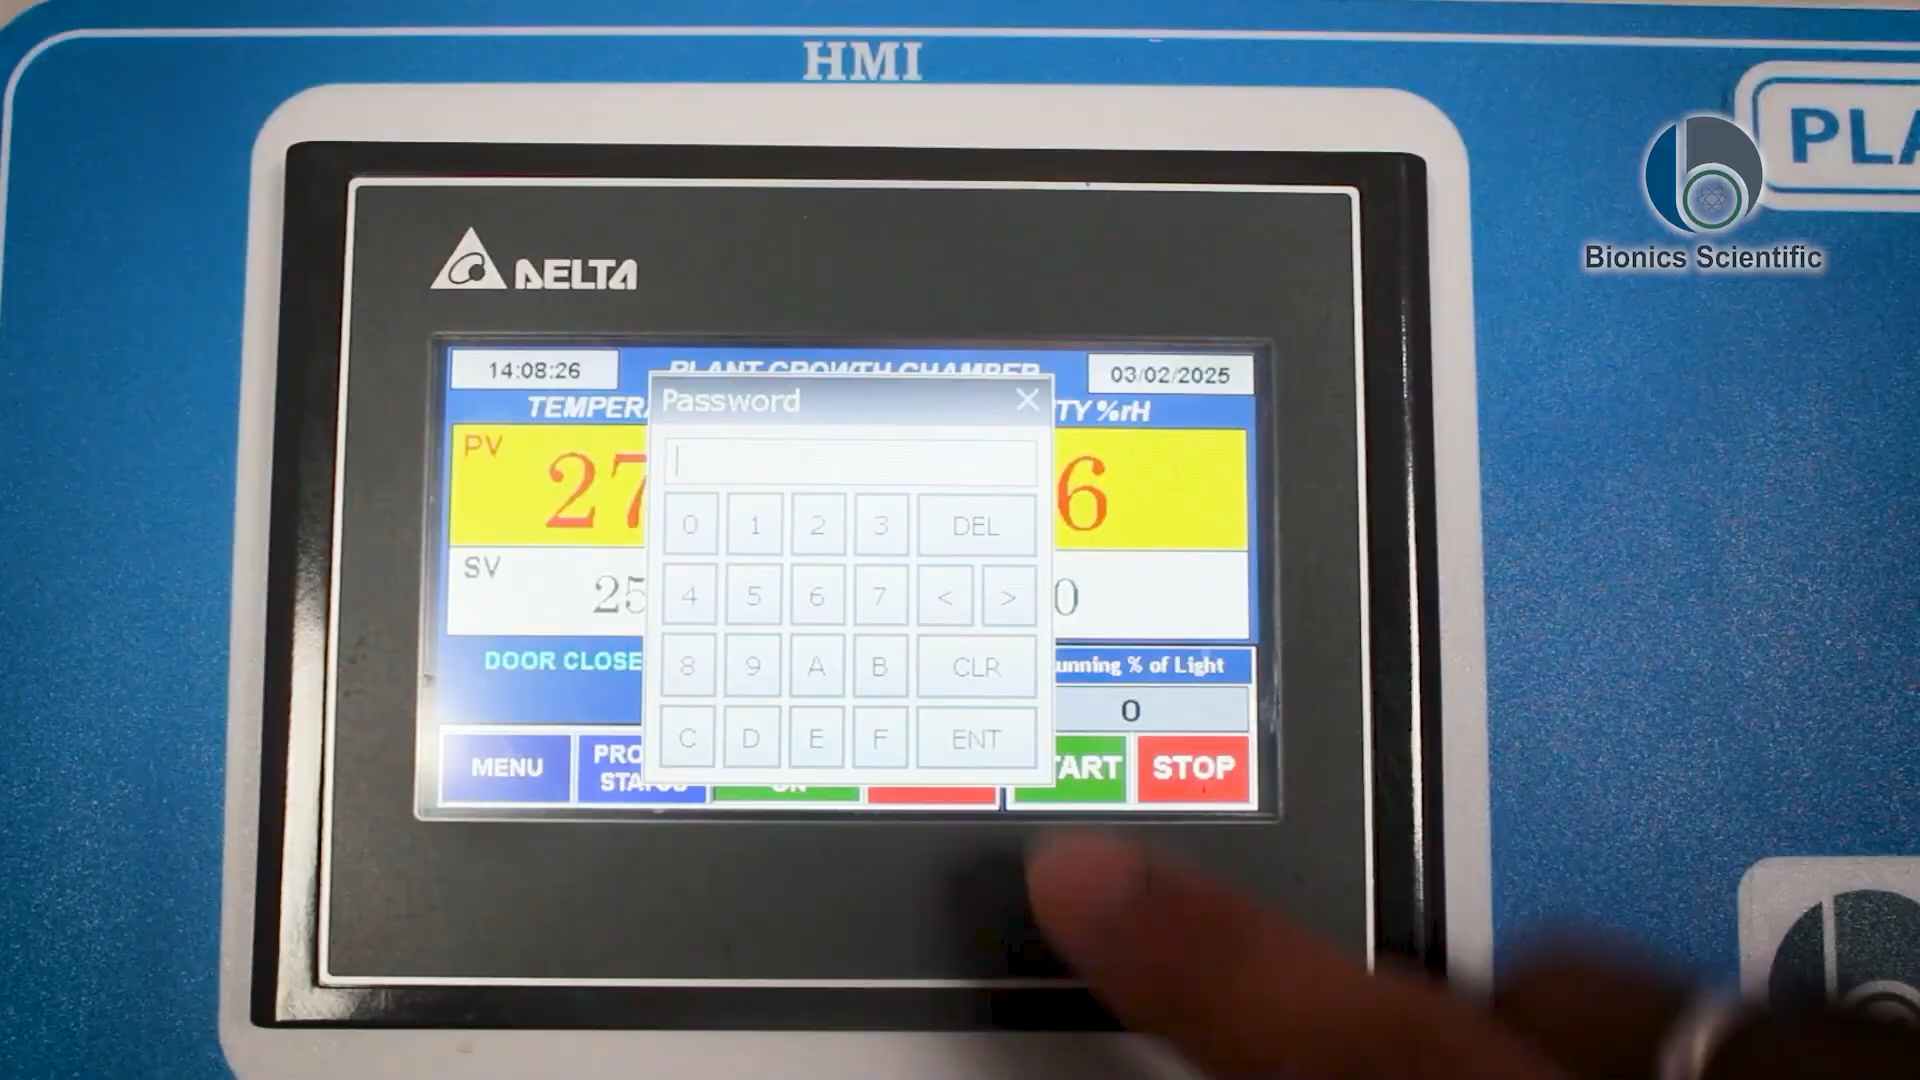 HMI
PLA
Bionics Scientific
DELTA
14:08:26
PLANT GROWTH CHAMBER
03/02/2025
TEMPERA
TY %rH
Password
PV
27
6
0 1 2 3 DEL
SV
25
0
4 5 6 7 < >
DOOR CLOSE
unning % of Light
8 9 A B CLR
0
C D E F ENT
MENU
PRO
STATUS
ON
TART
STOP